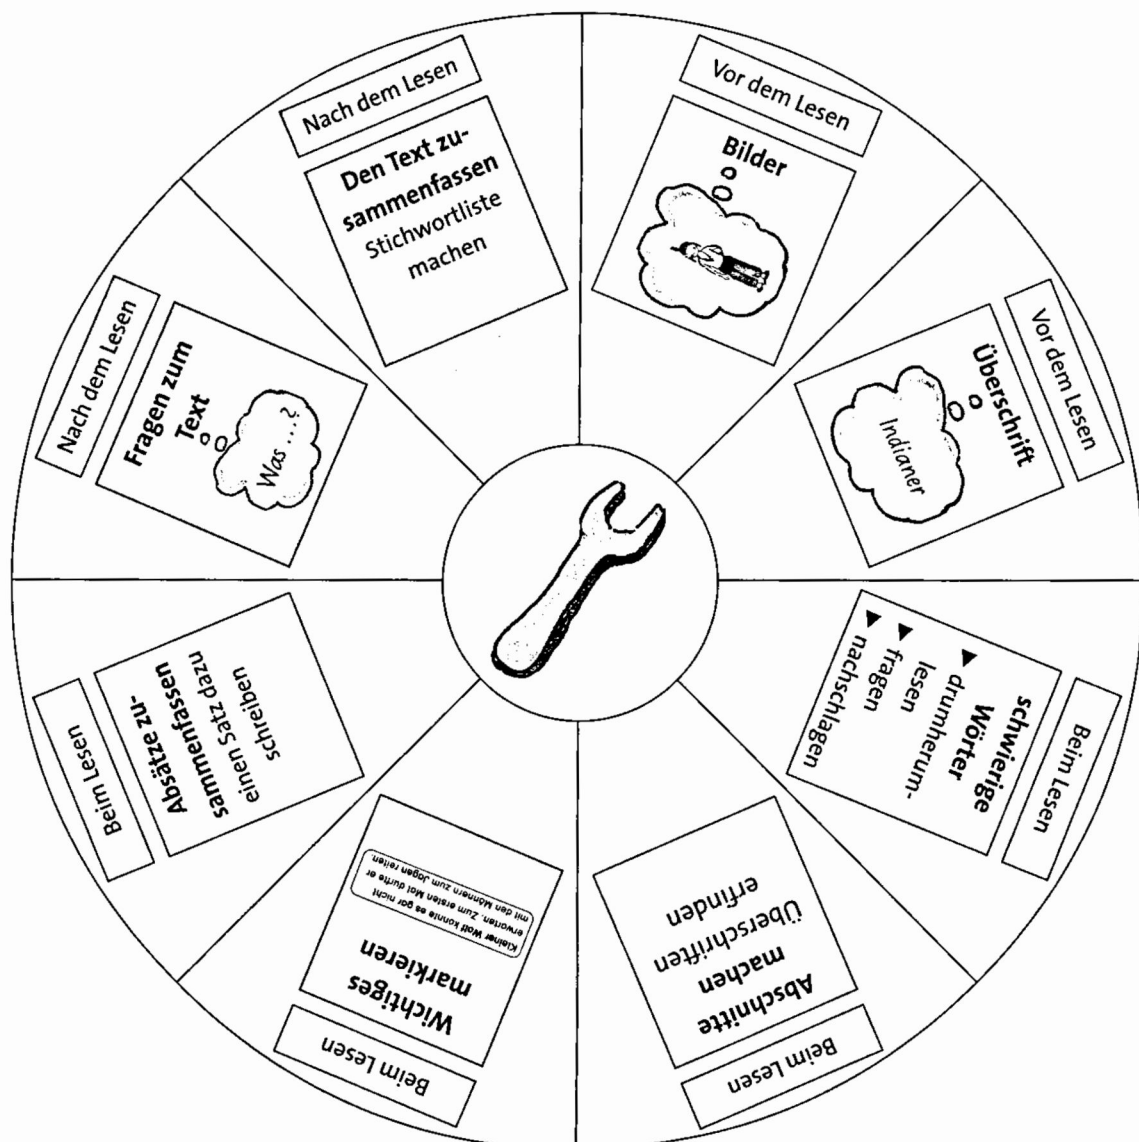 Vor dem Lesen
Bilder
Vor dem Lesen
Überschrift
Indianer
Beim Lesen
schwierige
Wörter
▶ drumherum-
lesen
▶ fragen
▶ nachschlagen
Beim Lesen
Abschnitte
machen
Überschriften
erfinden
Beim Lesen
Wichtiges
markieren
Kleiner Wolf konnte es gar nicht
erwarten. Zum ersten Mal durfte er
mit den Männern zum Jagen reiten.
Beim Lesen
Absätze zu-
sammenfassen
einen Satz dazu
schreiben
Nach dem Lesen
Fragen zum
Text
Was ...?
Nach dem Lesen
Den Text zu-
sammenfassen
Stichwortliste
machen